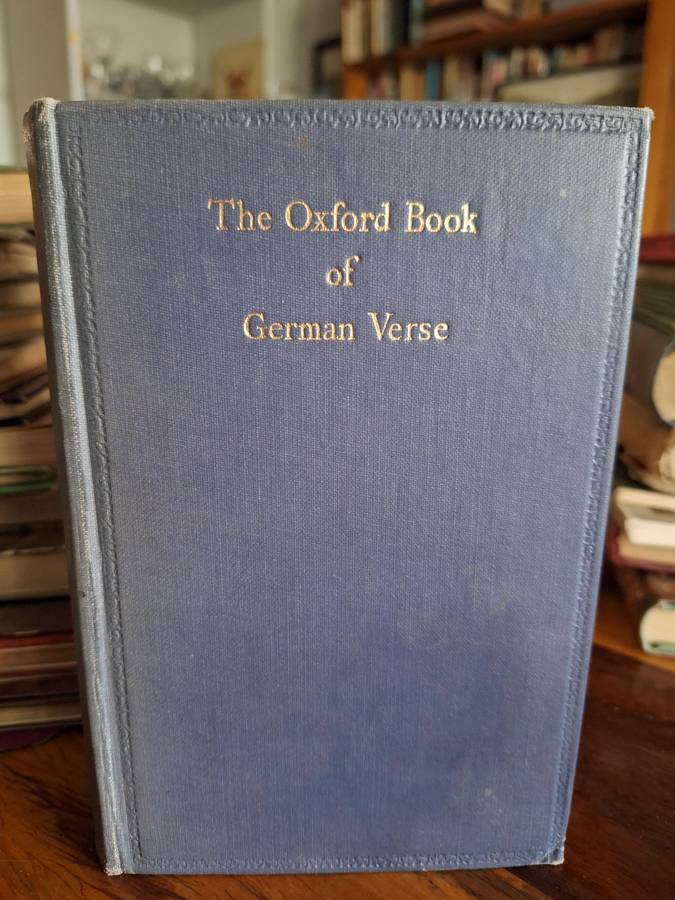 The Oxford Book
of
German Verse